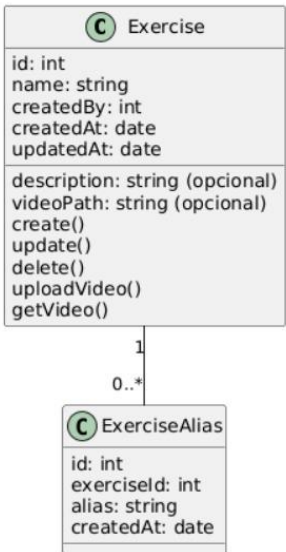 C Exercise
id: int
name: string
createdBy: int
createdAt: date
updatedAt: date
description: string (opcional)
videoPath: string (opcional)
create()
update()
delete()
uploadVideo()
getVideo()
1
0..*
C ExerciseAlias
id: int
exerciseId: int
alias: string
createdAt: date